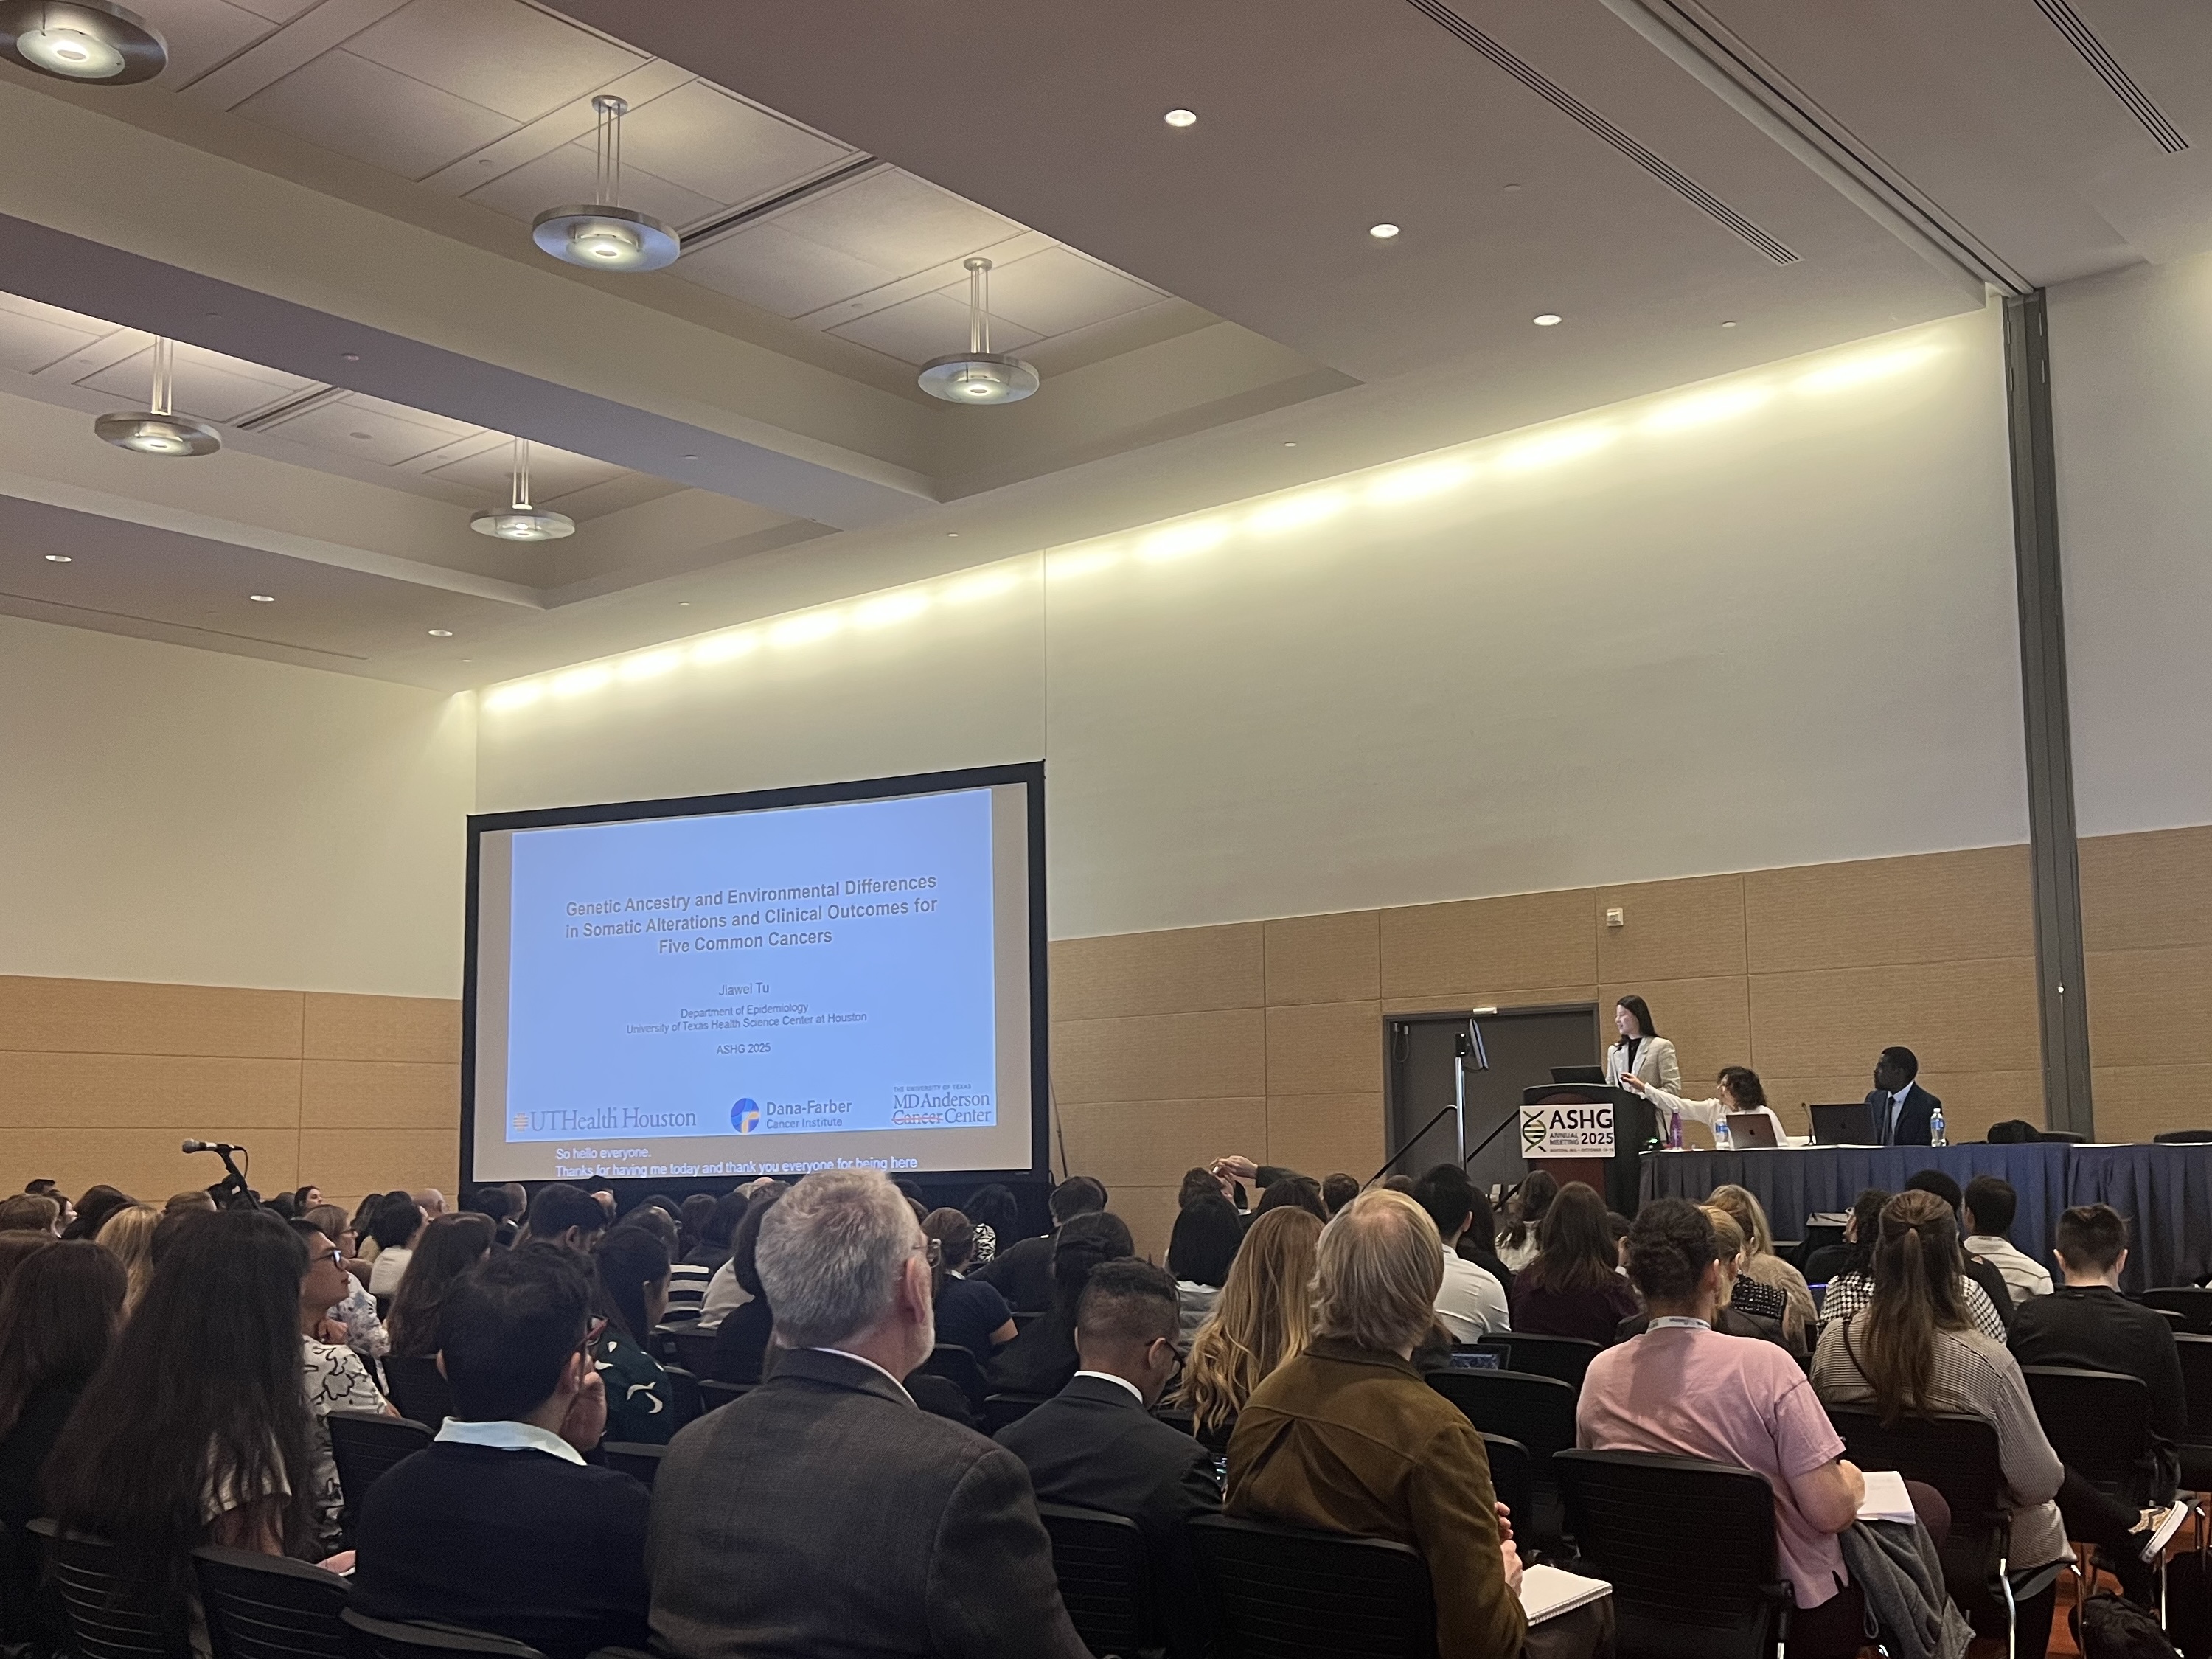 Genetic Ancestry and Environmental Differences
in Somatic Alterations and Clinical Outcomes for
Five Common Cancers
Jiawei Tu
Department of Epidemiology
University of Texas Health Science Center at Houston
ASHG 2025
UTHealth Houston
Dana-Farber
Cancer Institute
THE UNIVERSITY OF TEXAS
MDAnderson
Cancer Center
So hello everyone.
Thanks for having me today and thank you everyone for being here
ASHG
ANNUAL
MEETING 2025